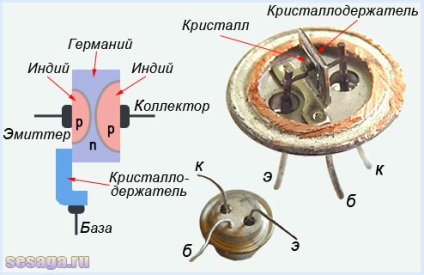 Германий
Индий
Индий
Коллектор
Эмиттер
p
p
n
Кристалло-
держатель
База
Кристалл
Кристаллодержатель
э
б
к
к
б
э
sesaga.ru